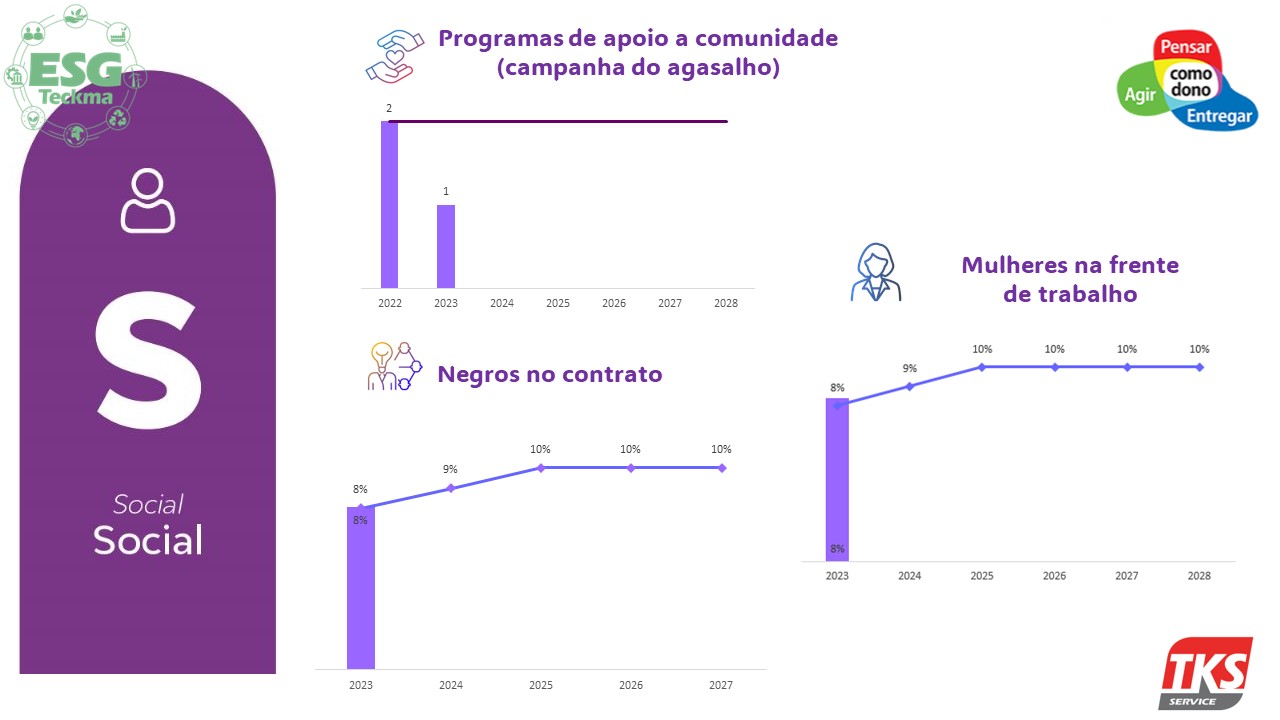 ESG
Teckma
S
Social
Social
Programas de apoio a comunidade
(campanha do agasalho)
2
1
2022 2023 2024 2025 2026 2027 2028
Negros no contrato
8% 9% 10% 10% 10%
8%
2023 2024 2025 2026 2027
Pensar
como
dono
Agir
Entregar
Mulheres na frente
de trabalho
8% 9% 10% 10% 10% 10%
8%
2023 2024 2025 2026 2027 2028
TKS
SERVICE